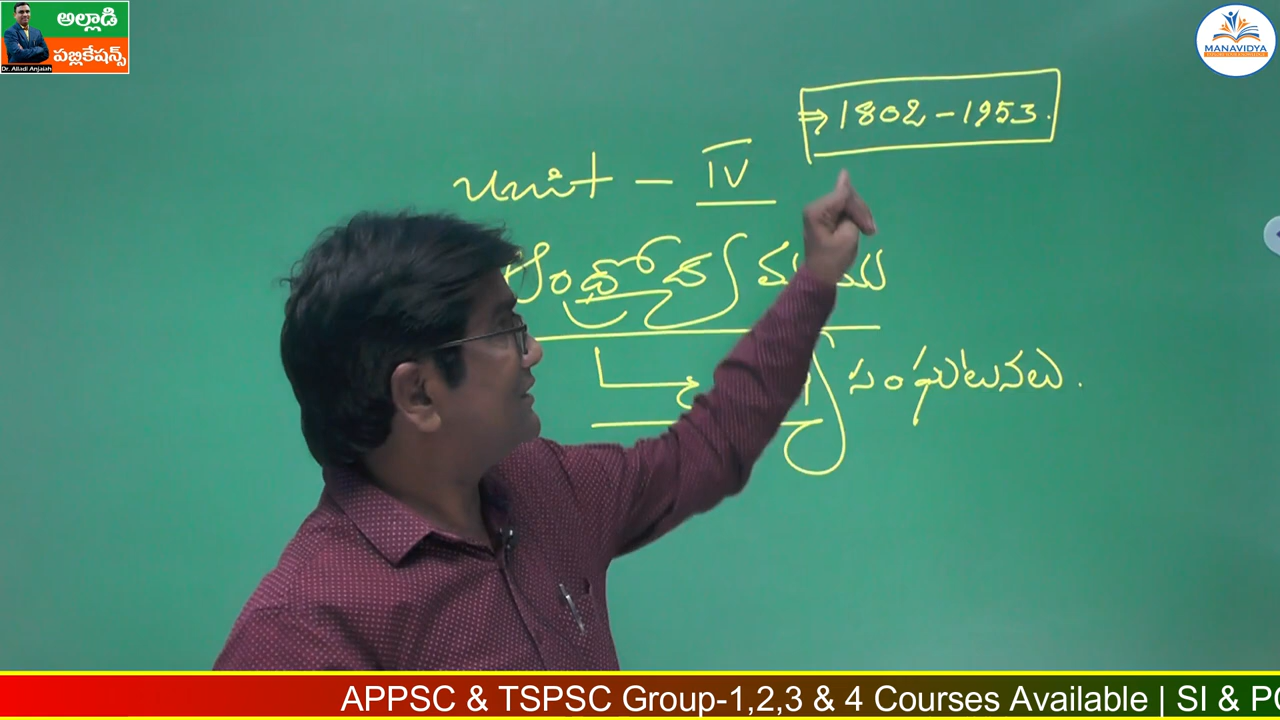 అల్లాడి
పబ్లికేషన్స్
Dr. Alladi Anjaiah
MANAVIDYA
⇒ 1802 - 1953.
Unit - IV
సంఘటనలు.
APPSC & TSPSC Group-1,2,3 & 4 Courses Available | SI & PC